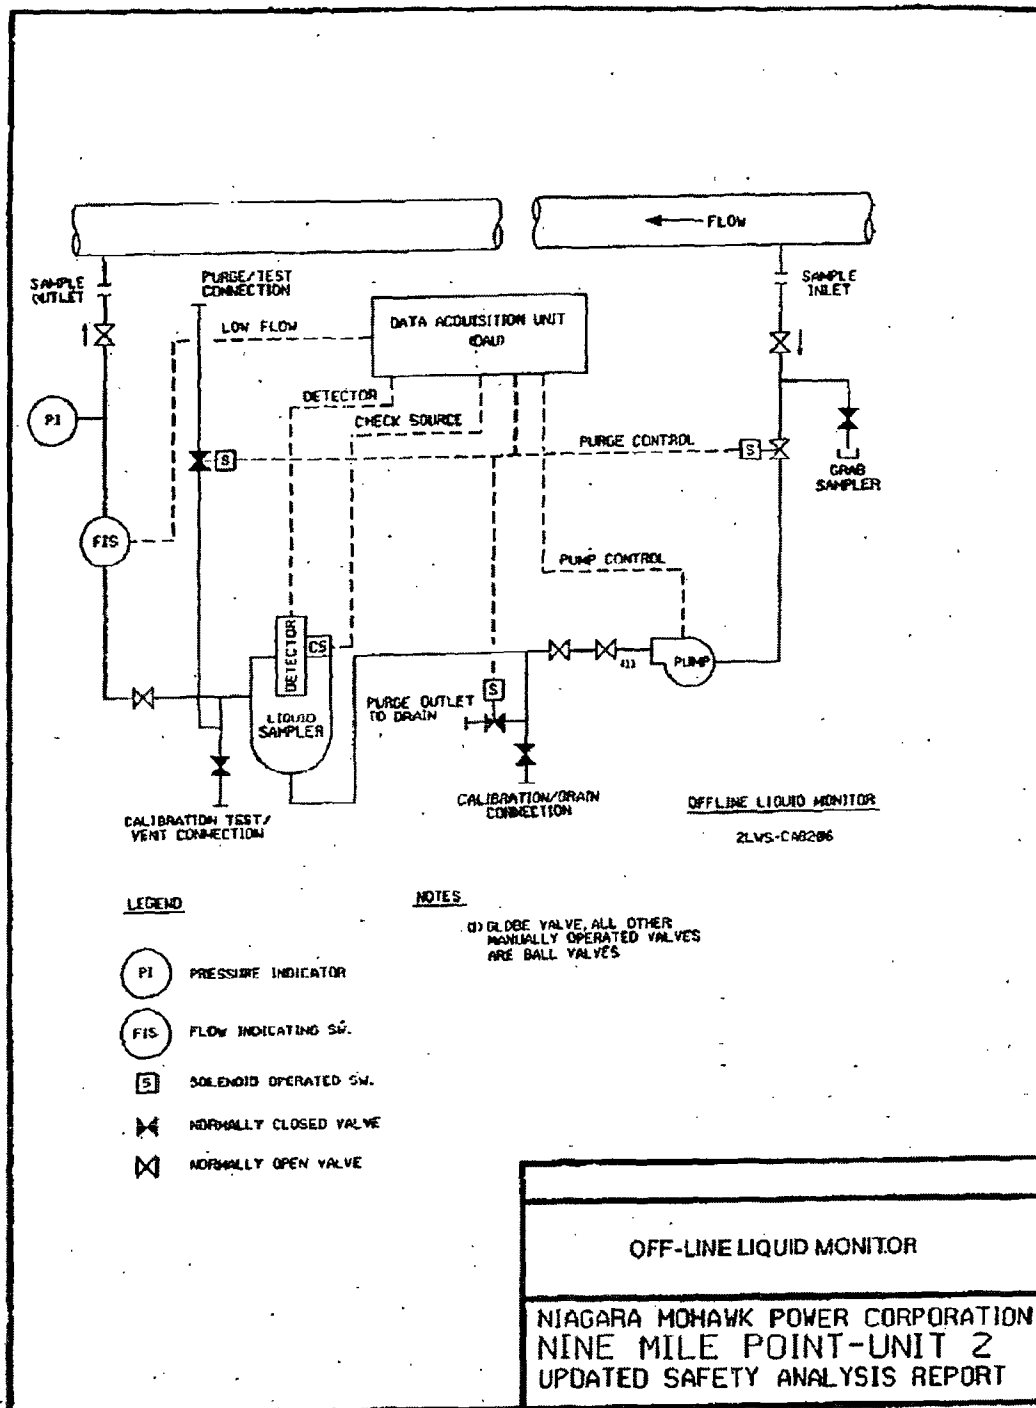 FLOW
SAMPLE
OUTLET
PURGE/TEST
CONNECTION
SAMPLE
INLET
LOW FLOW
DATA ACQUISITION UNIT
(DAU)
DETECTOR
CHECK SOURCE
PI
PURGE CONTROL
S
S
GRAB
SAMPLER
FIS
PUMP CONTROL
DETECTOR
CS
(1)
PUMP
S
PURGE OUTLET
TO DRAIN
LIQUID
SAMPLER
CALIBRATION/DRAIN
CONNECTION
OFFLINE LIQUID MONITOR
CALIBRATION TEST/
VENT CONNECTION
2LWS-CAB206
LEGEND
NOTES
(1) GLOBE VALVE, ALL OTHER
MANUALLY OPERATED VALVES
ARE BALL VALVES
PI PRESSURE INDICATOR
FIS FLOW INDICATING SW.
S SOLENOID OPERATED SW.
NORMALLY CLOSED VALVE
NORMALLY OPEN VALVE
OFF-LINE LIQUID MONITOR
NIAGARA MOHAWK POWER CORPORATION
NINE MILE POINT-UNIT 2
UPDATED SAFETY ANALYSIS REPORT